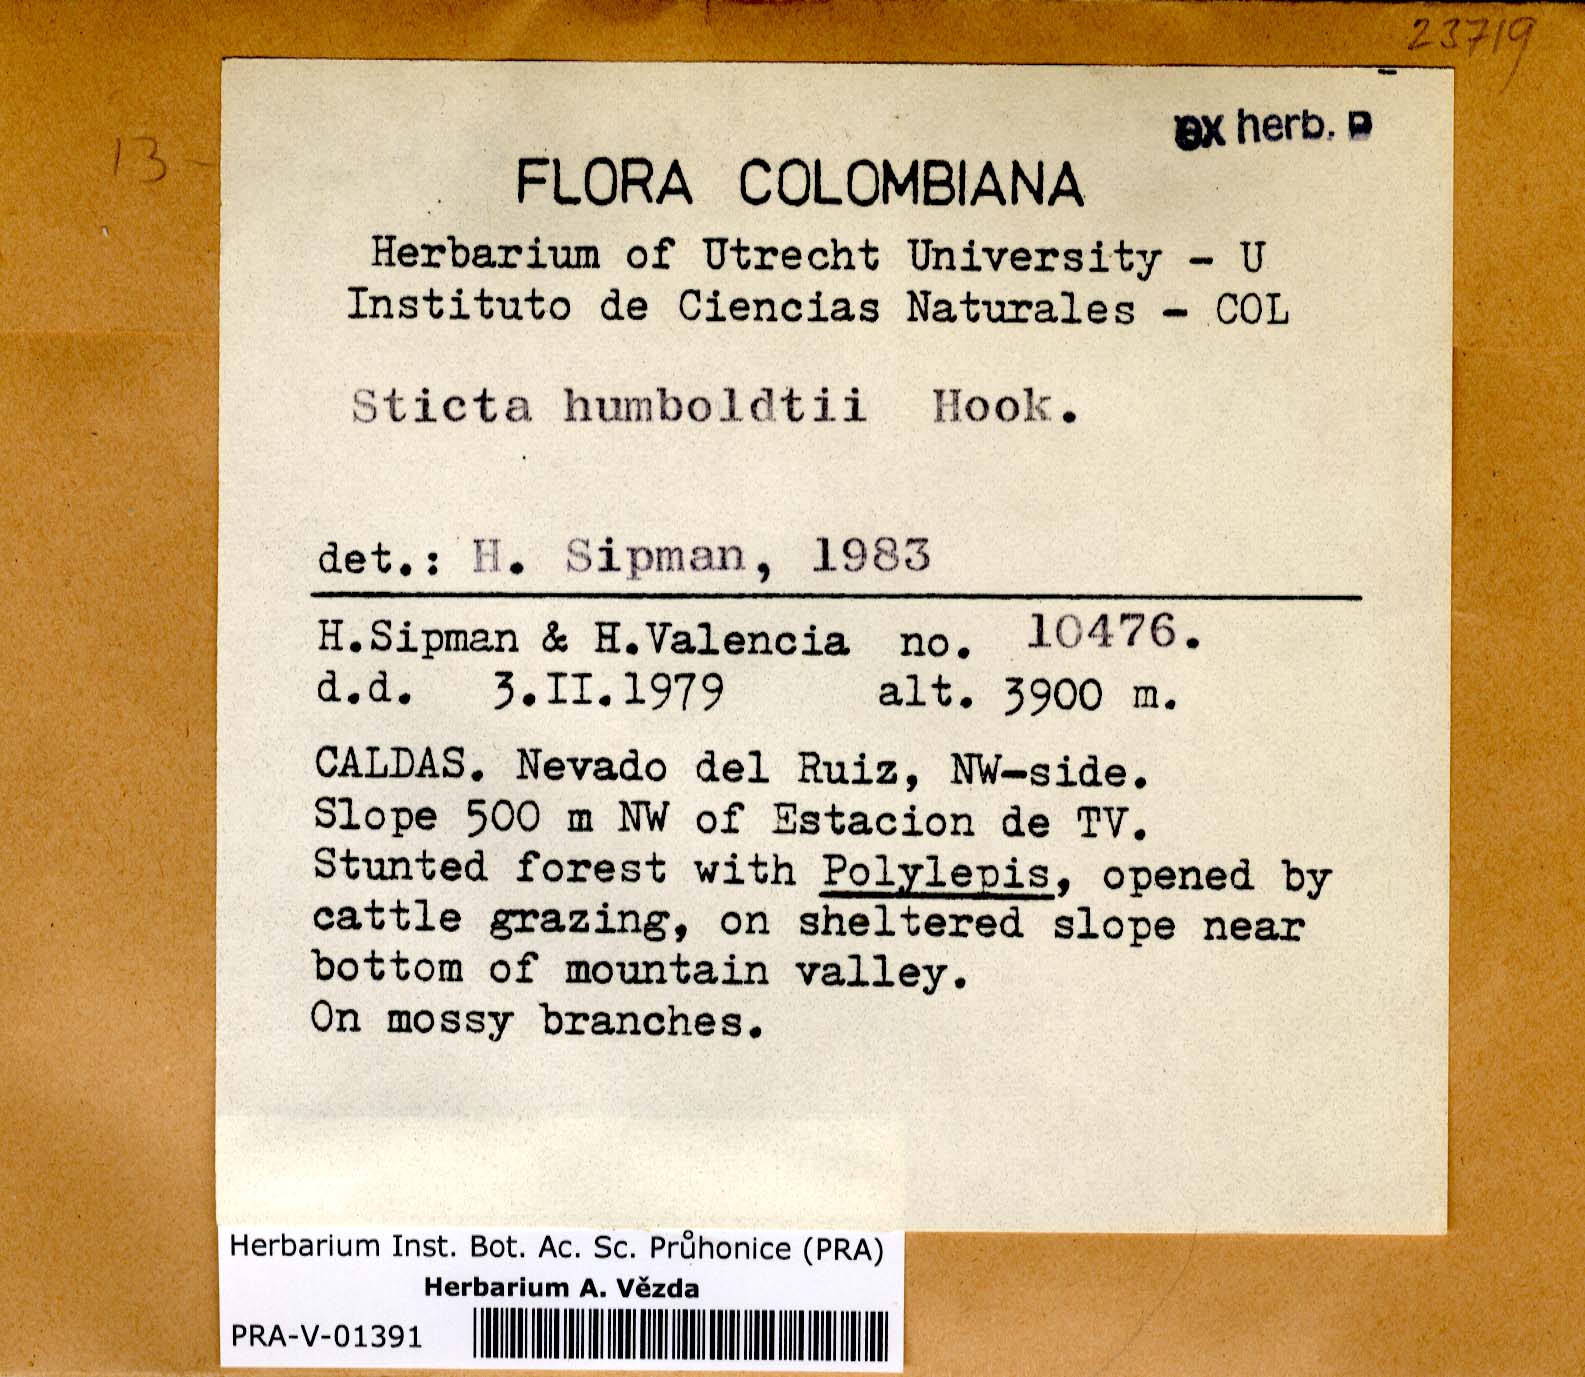 23719
13-
ex herb.
FLORA COLOMBIANA
Herbarium of Utrecht University - U
Instituto de Ciencias Naturales - COL
Sticta humboldtii Hook.
det.: H. Sipman, 1983
H.Sipman & H.Valencia no. 10476.
d.d. 3.II.1979 alt. 3900 m.
CALDAS. Nevado del Ruiz, NW-side.
Slope 500 m NW of Estacion de TV.
Stunted forest with Polylepis, opened by
cattle grazing, on sheltered slope near
bottom of mountain valley.
On mossy branches.
Herbarium Inst. Bot. Ac. Sc. Průhonice (PRA)
Herbarium A. Vězda
PRA-V-01391